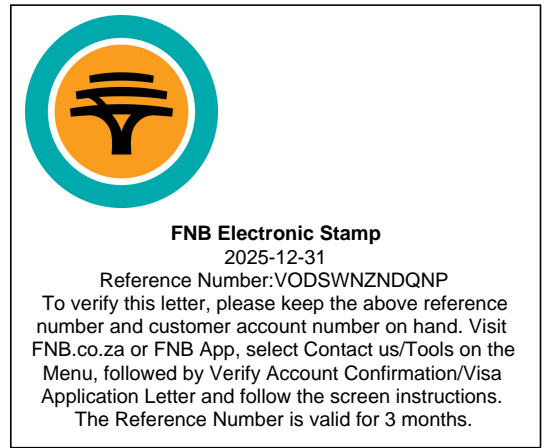 FNB Electronic Stamp
2025-12-31
Reference Number:VODSWNZNDQNP
To verify this letter, please keep the above reference
number and customer account number on hand. Visit
FNB.co.za or FNB App, select Contact us/Tools on the
Menu, followed by Verify Account Confirmation/Visa
Application Letter and follow the screen instructions.
The Reference Number is valid for 3 months.